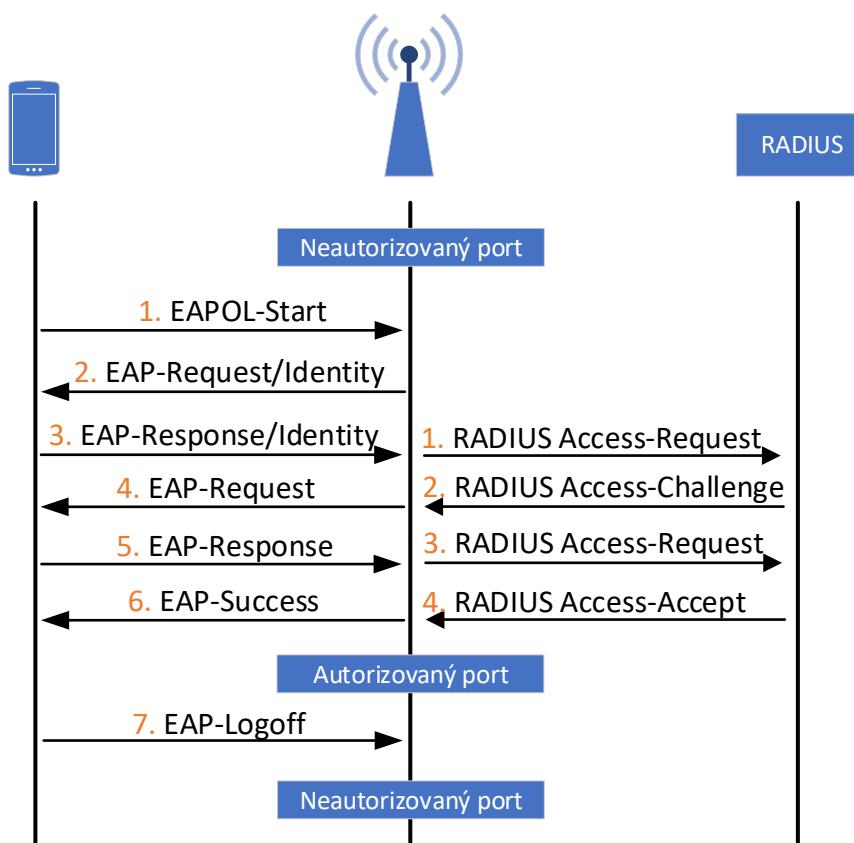 RADIUS
Neautorizovaný port
1. EAPOL-Start
2. EAP-Request/Identity
3. EAP-Response/Identity
1. RADIUS Access-Request
4. EAP-Request
2. RADIUS Access-Challenge
5. EAP-Response
3. RADIUS Access-Request
6. EAP-Success
4. RADIUS Access-Accept
Autorizovaný port
7. EAP-Logoff
Neautorizovaný port